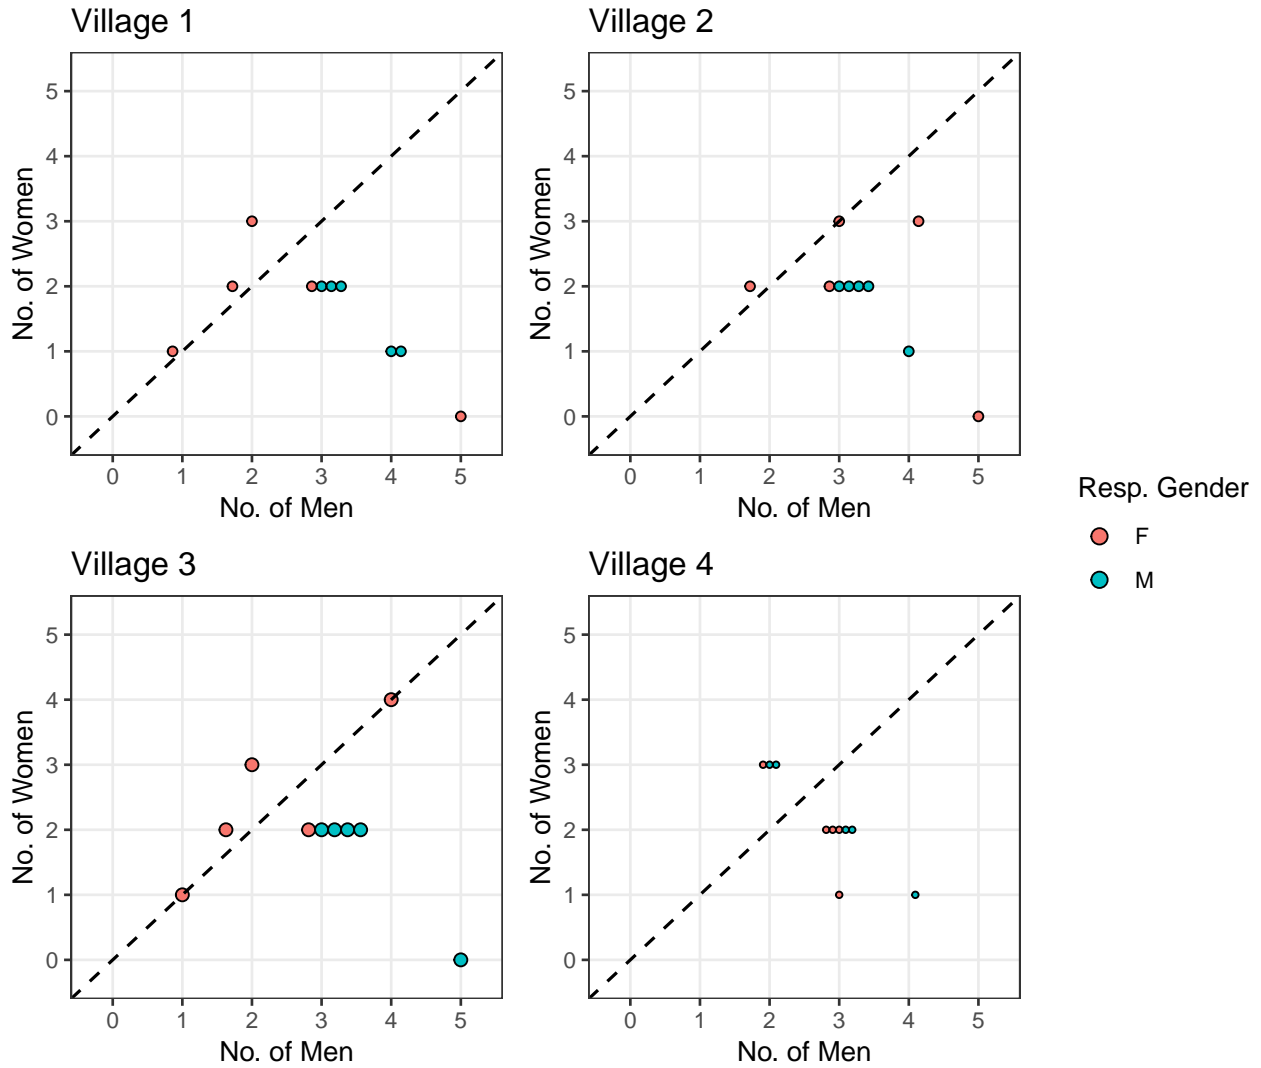 Village 1
No. of Women
5
4
3
2
1
0
0 1 2 3 4 5
No. of Men
Village 2
No. of Women
5
4
3
2
1
0
0 1 2 3 4 5
No. of Men
Village 3
No. of Women
5
4
3
2
1
0
0 1 2 3 4 5
No. of Men
Village 4
No. of Women
5
4
3
2
1
0
0 1 2 3 4 5
No. of Men
Resp. Gender
F
M